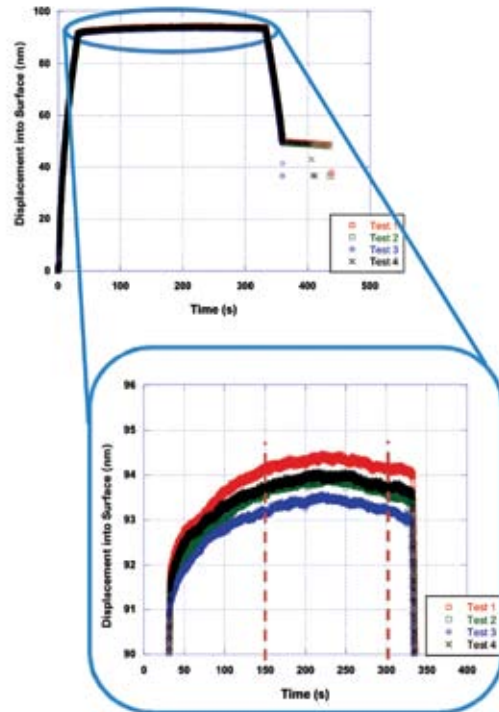 100
80
60
40
20
0
Displacement into Surface (nm)
0 100 200 300 400 500
Time (s)
Test 1
Test 2
Test 3
Test 4
96
95
94
93
92
91
90
Displacement into Surface (nm)
0 50 100 150 200 250 300 350 400
Time (s)
Test 1
Test 2
Test 3
Test 4